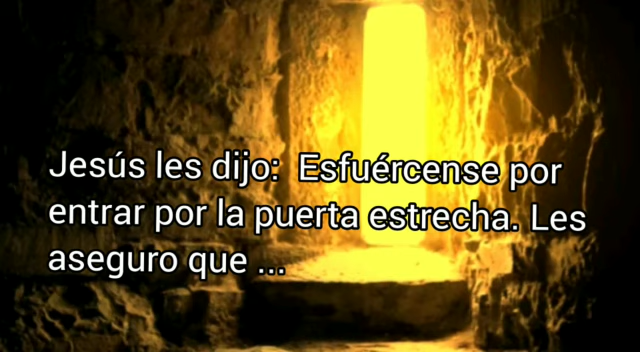 Jesús les dijo:  Esfuércense por
entrar por la puerta estrecha. Les
aseguro que ...